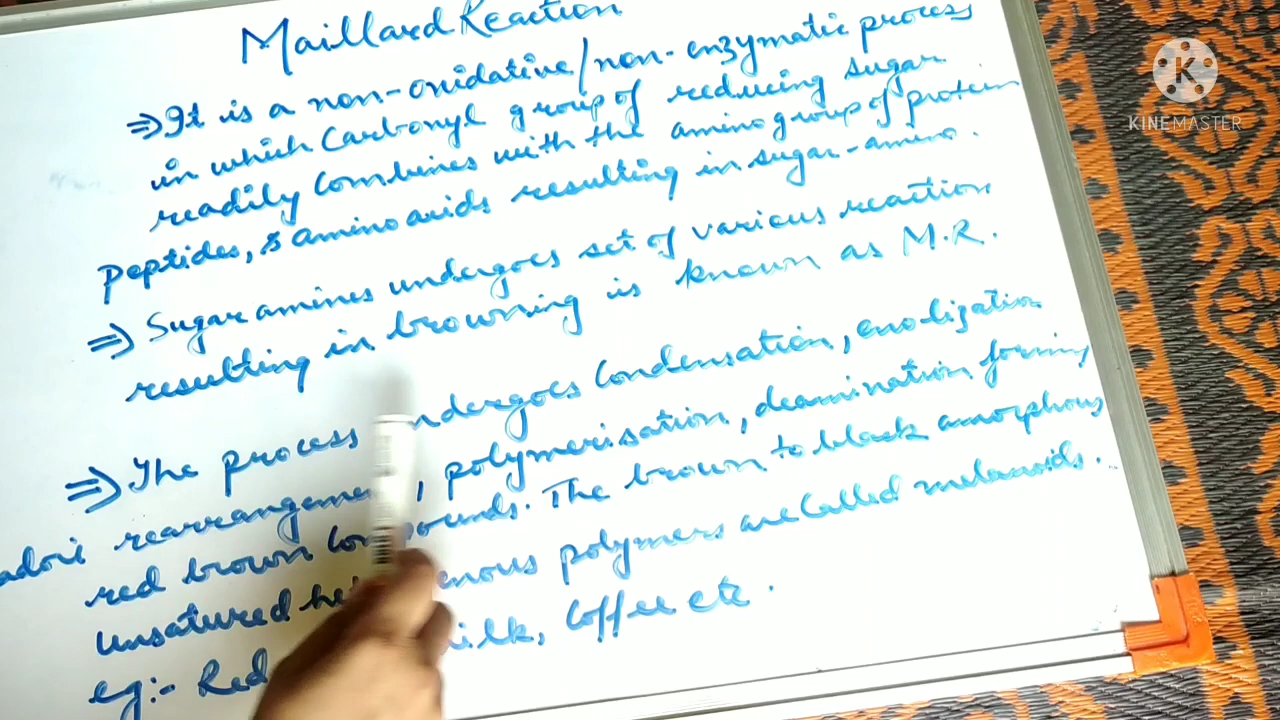 Maillard Reaction
⇒ It is a non-oxidative/non-enzymatic process
in which Carbonyl group of reducing sugar
readily combines with the amino group of protein
peptides, & amino acids resulting in sugar-amino.
⇒ Sugar amines undergoes set of various reaction
resulting in browning is known as M.R.
⇒ The process undergoes Condensation, enolization
rearrangement, polymerisation, deamination forming
red brown compounds. The brown to black amorphous
unsatured polymers are called melanoids.
eg:- Red milk, Coffee etc.
K
KINEMASTER